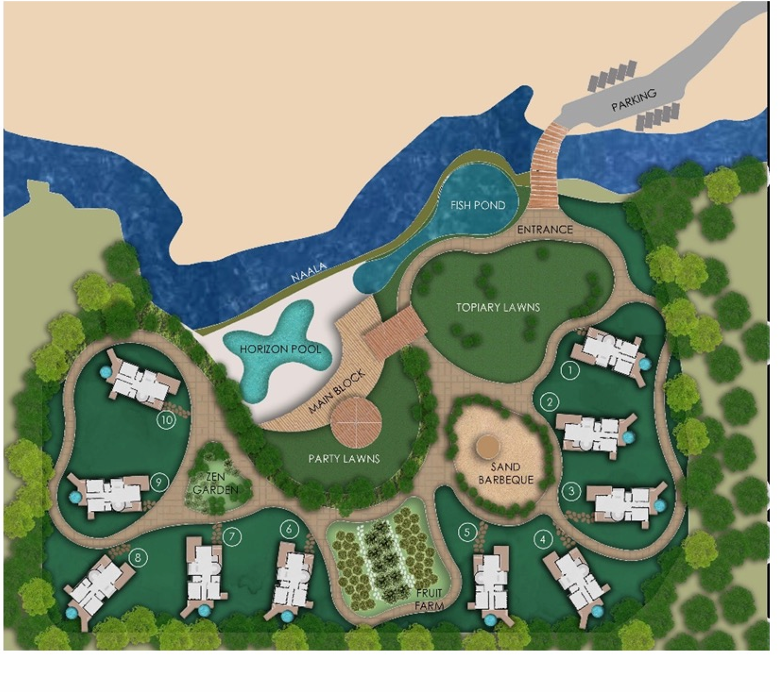 PARKING
FISH POND
ENTRANCE
NAALA
TOPIARY LAWNS
HORIZON POOL
MAIN BLOCK
1
2
10
PARTY LAWNS
SAND
BARBEQUE
ZEN
GARDEN
9
3
5
4
6
7
8
FRUIT
FARM